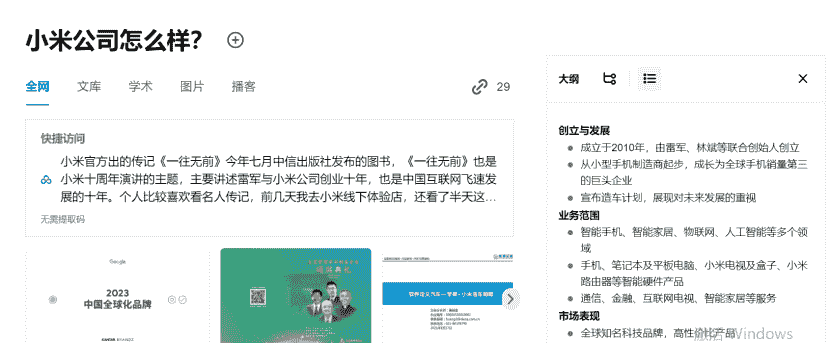 小米公司怎么样?
全网 文库 学术 图片 播客 29
快捷访问
小米官方出的传记《一往无前》今年七月中信出版社发布的图书，《一往无前》也是
小米十周年演讲的主题，主要讲述雷军与小米公司创业十年，也是中国互联网飞速发
展的十年。个人比较喜欢看名人传记，前几天我去小米线下体验店，还看了半天这...
无需提取码
Google
2023
中国全球化品牌
大纲
创立与发展
成立于2010年，由雷军、林斌等联合创始人创立
从小型手机制造商起步，成长为全球手机销量第三
的巨头企业
宣布造车计划，展现对未来发展的重视
业务范围
智能手机、智能家居、物联网、人工智能等多个领
域
手机、笔记本及平板电脑、小米电视及盒子、小米
路由器等智能硬件产品
通信、金融、互联网电视、智能家居等服务
市场表现
全球知名科技品牌，高性价比产品
激活 Windows